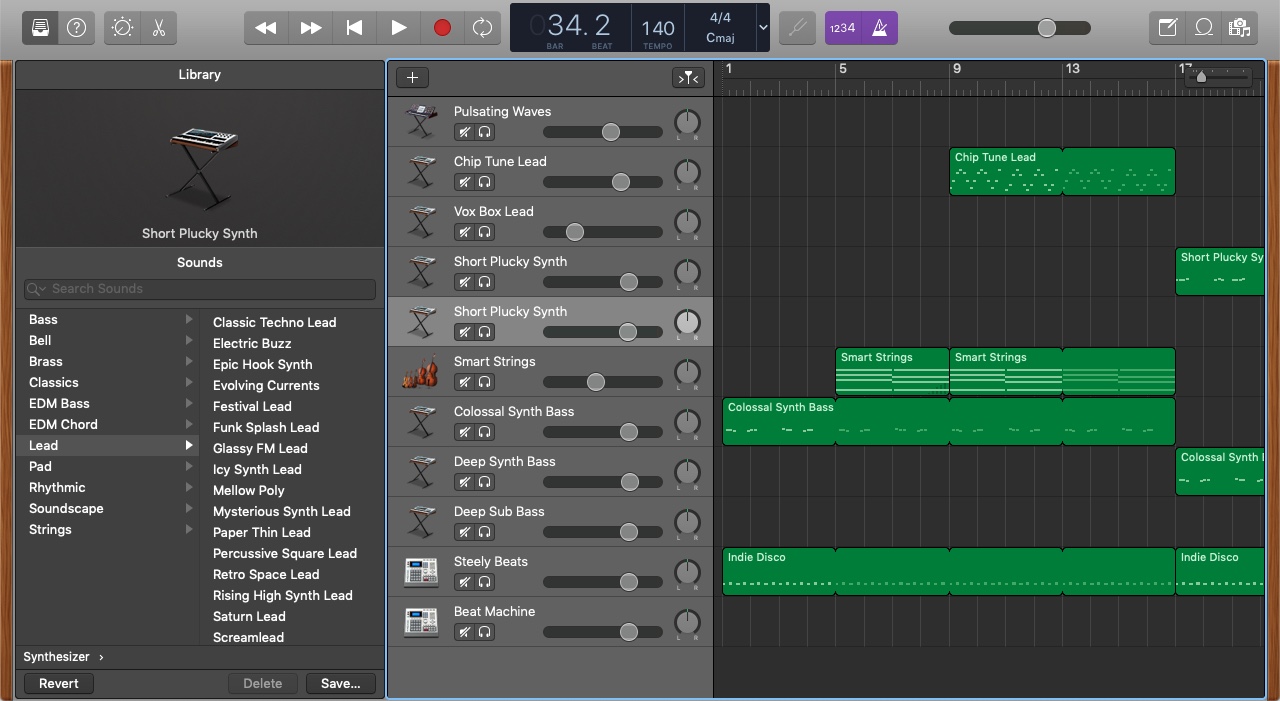 034.2
BAR BEAT
140
TEMPO
4/4
Cmaj
1234
Library
Short Plucky Synth
Sounds
Search Sounds
Bass
Bell
Brass
Classics
EDM Bass
EDM Chord
Lead
Pad
Rhythmic
Soundscape
Strings
Classic Techno Lead
Electric Buzz
Epic Hook Synth
Evolving Currents
Festival Lead
Funk Splash Lead
Glassy FM Lead
Icy Synth Lead
Mellow Poly
Mysterious Synth Lead
Paper Thin Lead
Percussive Square Lead
Retro Space Lead
Rising High Synth Lead
Saturn Lead
Screamlead
Synthesizer ›
Revert Delete Save...
1 5 9 13 17
Pulsating Waves
L R
Chip Tune Lead
L R
Chip Tune Lead
Vox Box Lead
L R
Short Plucky Synth
L R
Short Plucky Sy
Short Plucky Synth
L R
Smart Strings
L R
Smart Strings Smart Strings
Colossal Synth Bass
L R
Colossal Synth Bass
Deep Synth Bass
L R
Colossal Synth
Deep Sub Bass
L R
Steely Beats
L R
Indie Disco Indie Disco
Beat Machine
L R